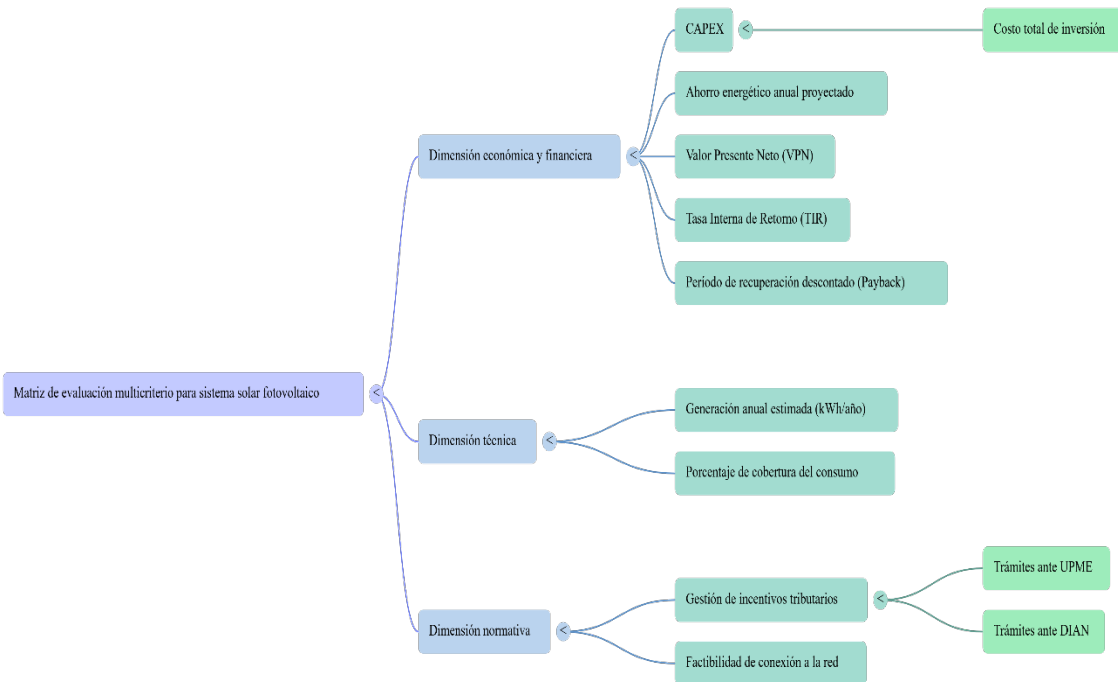 Matriz de evaluación multicriterio para sistema solar fotovoltaico
<
Dimensión económica y financiera
<
CAPEX
<
Costo total de inversión
Ahorro energético anual proyectado
Valor Presente Neto (VPN)
Tasa Interna de Retorno (TIR)
Período de recuperación descontado (Payback)
Dimensión técnica
<
Generación anual estimada (kWh/año)
Porcentaje de cobertura del consumo
Dimensión normativa
<
Gestión de incentivos tributarios
<
Trámites ante UPME
Trámites ante DIAN
Factibilidad de conexión a la red